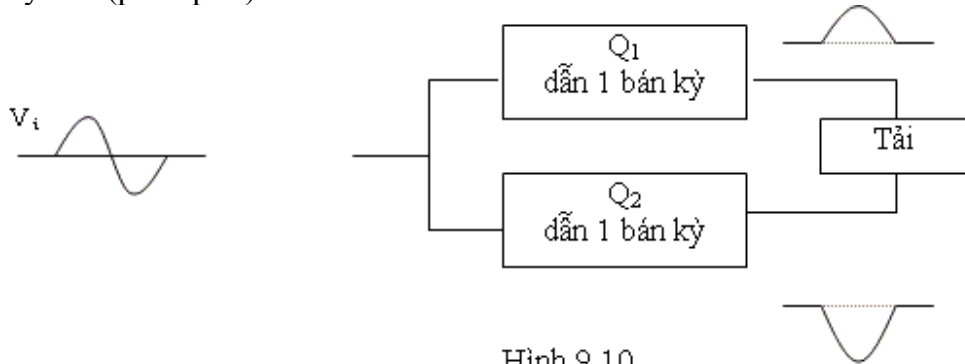 Q₁
dẫn 1 bán kỳ
Vᵢ
Tải
Q₂
dẫn 1 bán kỳ
Hình 9.10